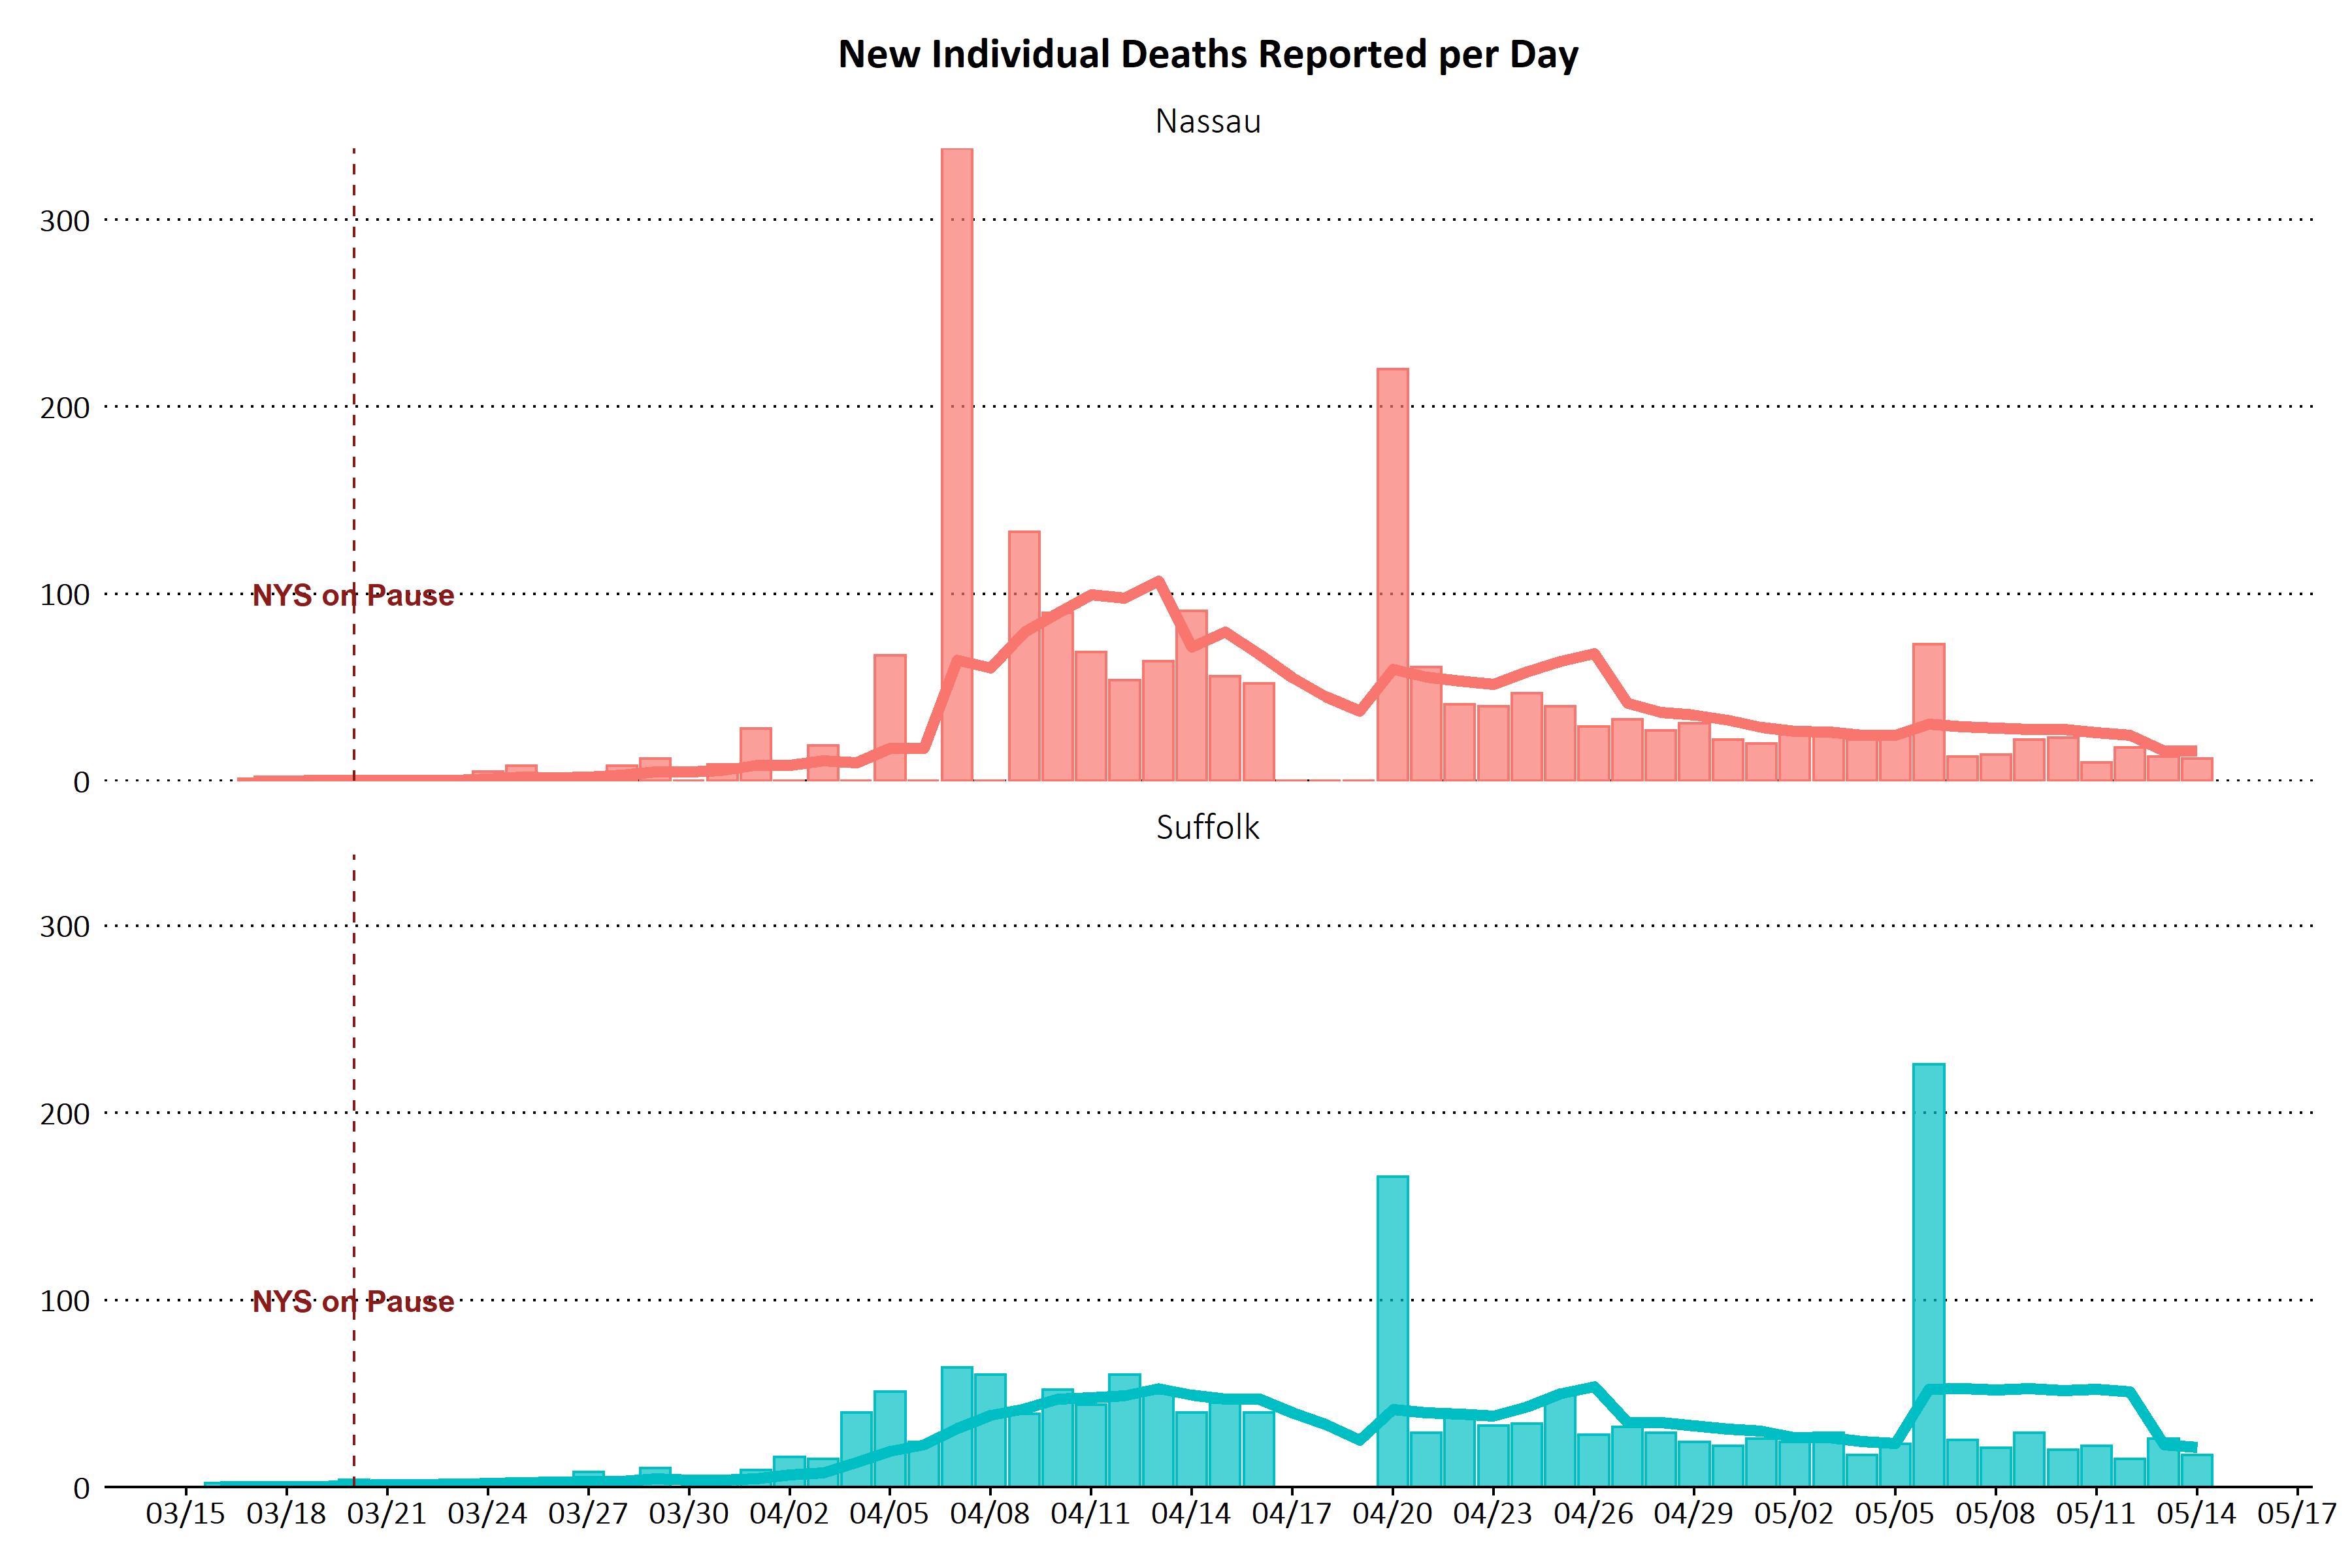 New Individual Deaths Reported per Day
Nassau
300
200
100
0
NYS on Pause
Suffolk
300
200
100
0
NYS on Pause
03/15 03/18 03/21 03/24 03/27 03/30 04/02 04/05 04/08 04/11 04/14 04/17 04/20 04/23 04/26 04/29 05/02 05/05 05/08 05/11 05/14 05/17